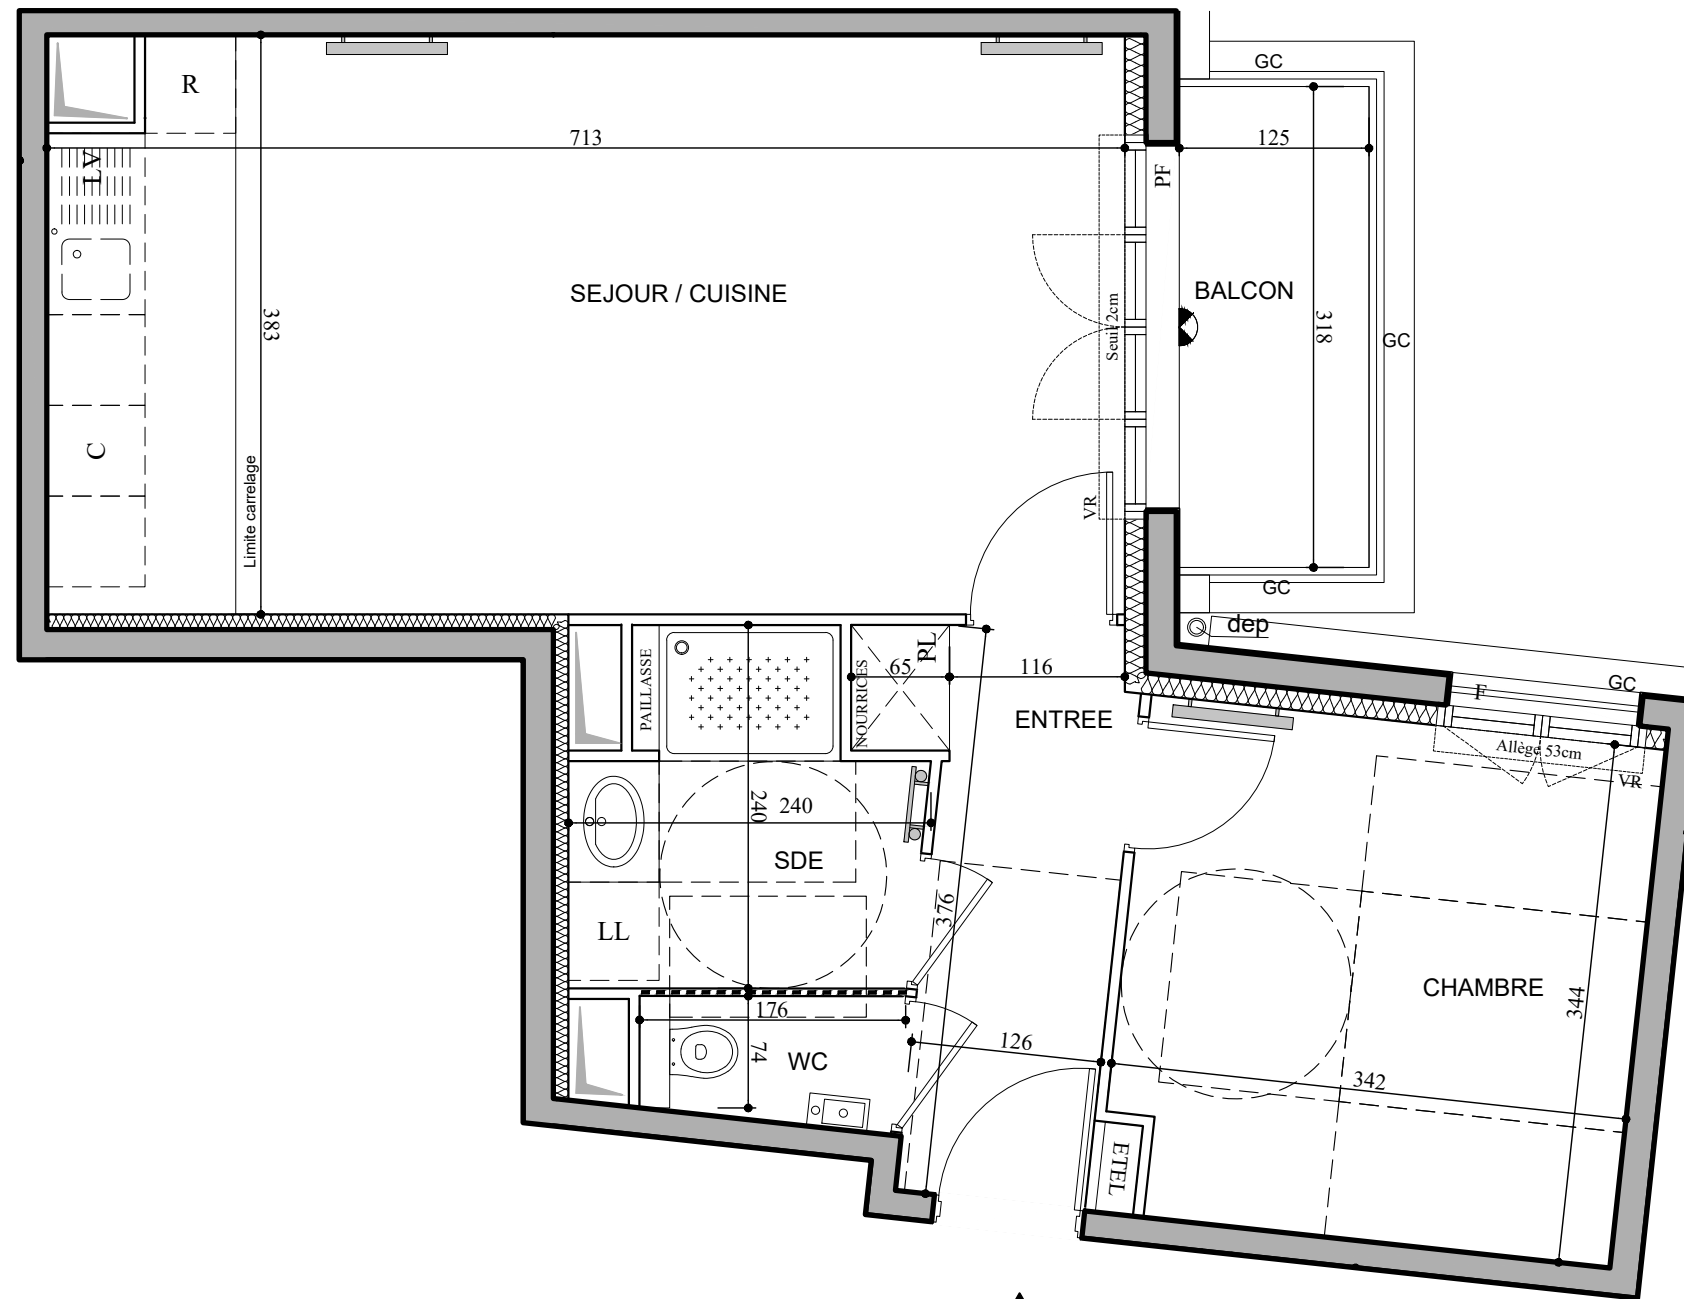 GC
R
713
125
LV
PF
SEJOUR / CUISINE
BALCON
383
Seuil 2cm
318
GC
C
Limite carrelage
VR
GC
dep
PAILLASSE
NOURRICES
65
PL
116
ENTREE
F
GC
Allège 53cm
VR
240
240
SDE
376
LL
CHAMBRE
344
176
74
WC
126
342
ETEL